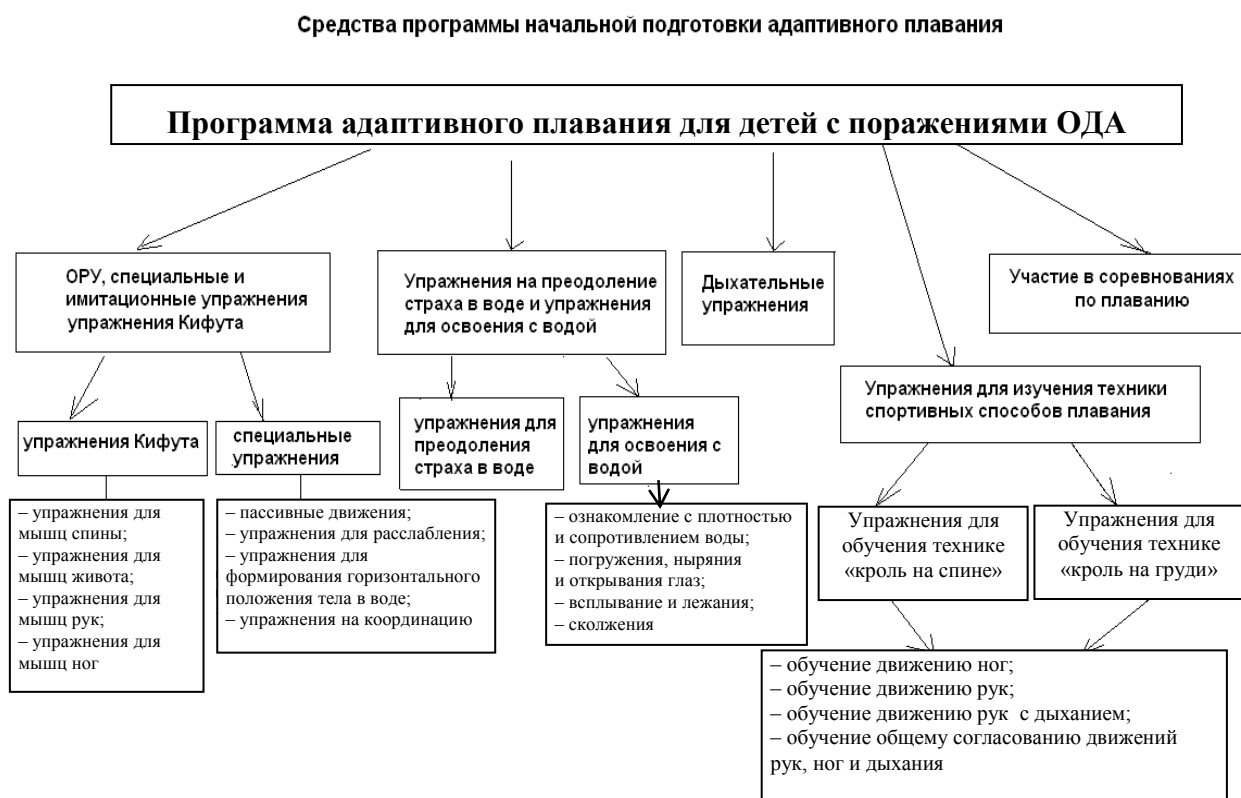 Средства программы начальной подготовки адаптивного плавания
Программа адаптивного плавания для детей с поражениями ОДА
ОРУ, специальные и
имитационные упражнения
упражнения Кифута
Упражнения на преодоление
страха в воде и упражнения
для освоения с водой
Дыхательные
упражнения
Участие в соревнованиях
по плаванию
Упражнения для изучения техники
спортивных способов плавания
упражнения Кифута
специальные
упражнения
упражнения для
преодоления
страха в воде
упражнения
для освоения с
водой
– упражнения для
мышц спины;
– упражнения для
мышц живота;
– упражнения для
мышц рук;
– упражнения для
мышц ног
– пассивные движения;
– упражнения для расслабления;
– упражнения для
формирования горизонтального
положения тела в воде;
– упражнения на координацию
– ознакомление с плотностью
и сопротивлением воды;
– погружения, ныряния
и открывания глаз;
– всплывание и лежания;
– сколжения
Упражнения для
обучения технике
«кроль на спине»
Упражнения для
обучения технике
«кроль на груди»
– обучение движению ног;
– обучение движению рук;
– обучение движению рук с дыханием;
– обучение общему согласованию движений
рук, ног и дыхания